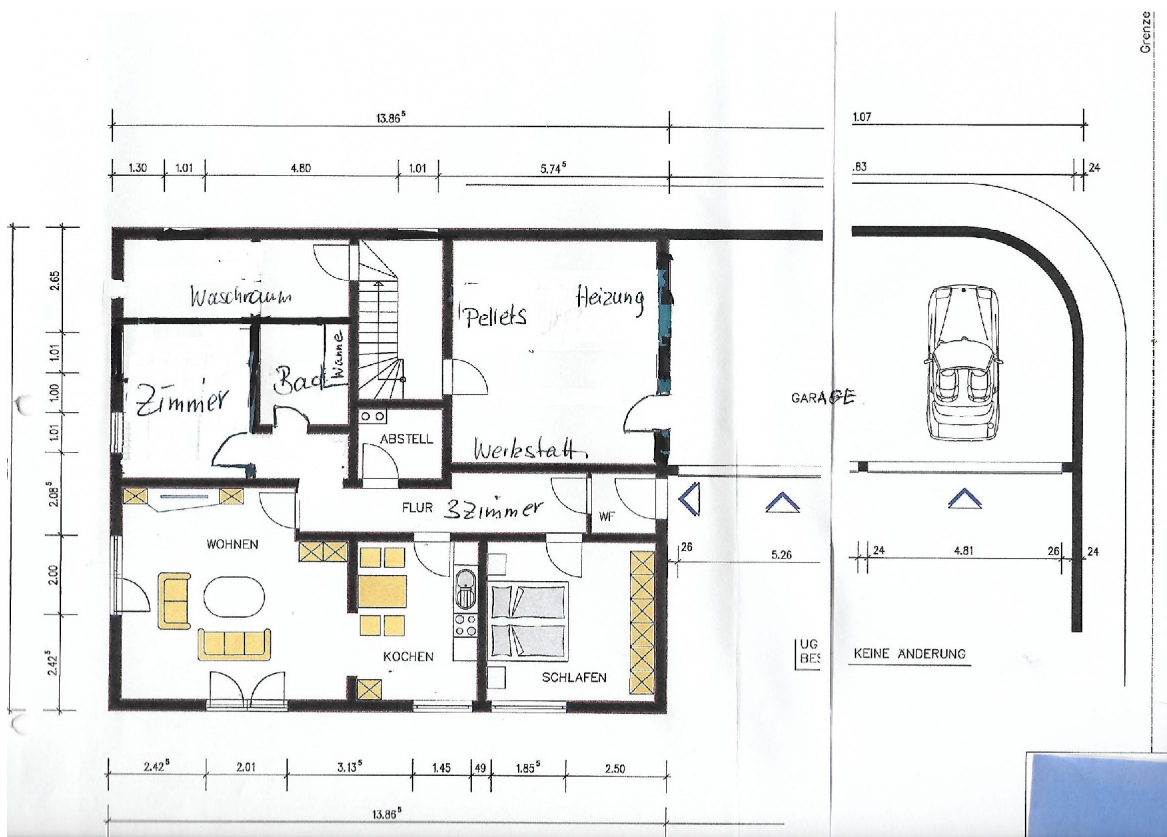 Grenze
13.86⁵
1.07
1.30
1.01
4.80
1.01
5.74⁵
.83
24
2.65
1.01
1.00
1.01
2.08⁵
2.00
2.42⁵
Waschraum
Pellets
Heizung
Zimmer
Bad
Wanne
GARAGE
ABSTELL
Werkstatt
FLUR
3Zimmer
WF
WOHNEN
KOCHEN
SCHLAFEN
26
5.26
24
4.81
26
24
UG
BES
KEINE ÄNDERUNG
2.42⁵
2.01
3.13⁵
1.45
49
1.85⁵
2.50
13.86⁵